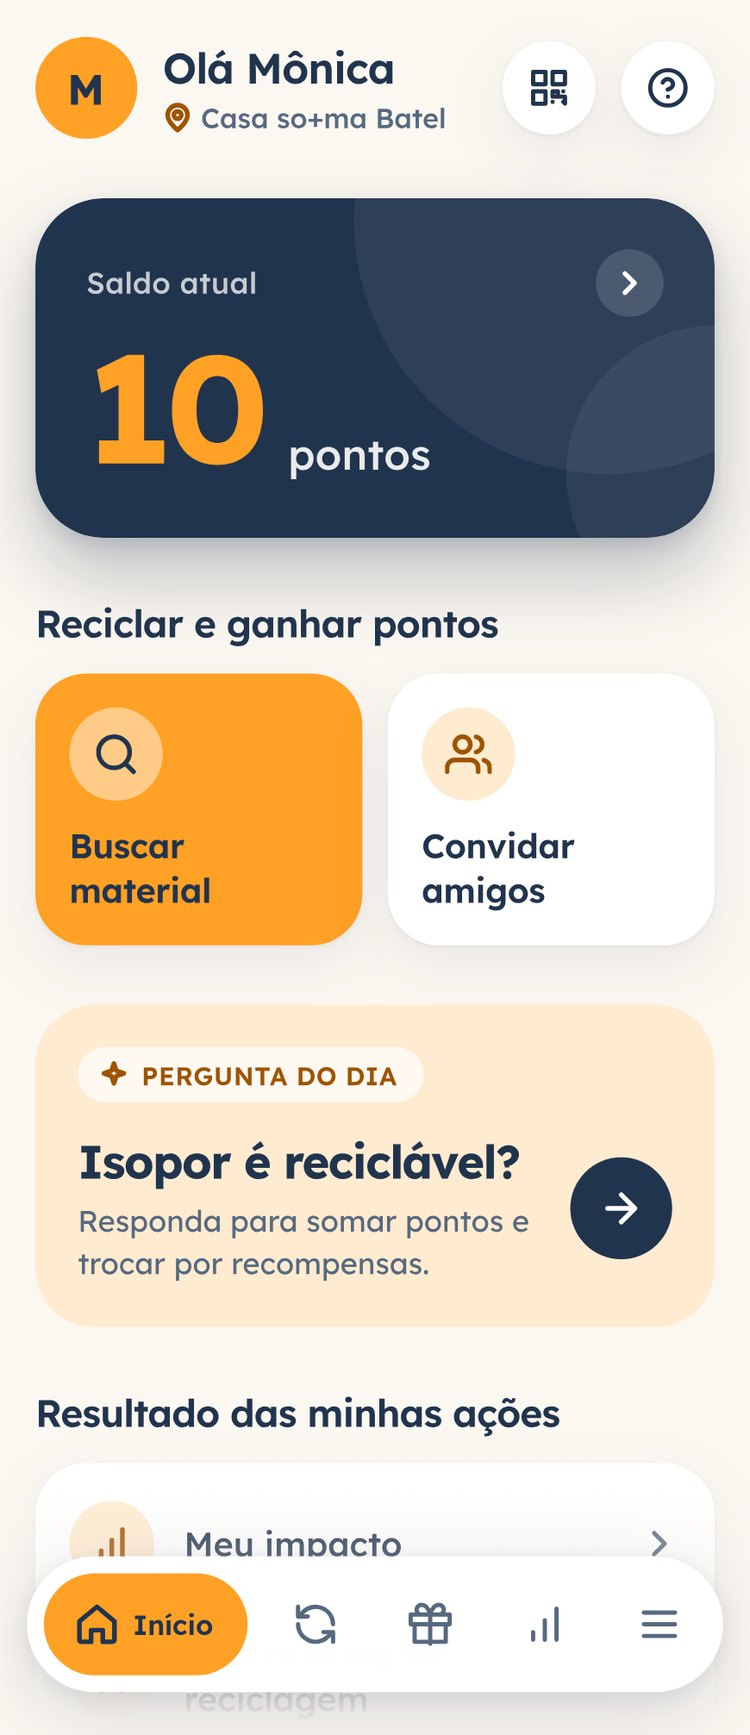 M
Olá Mônica
Casa so+ma Batel
Saldo atual
10 pontos
Reciclar e ganhar pontos
Buscar
material
Convidar
amigos
PERGUNTA DO DIA
Isopor é reciclável?
Responda para somar pontos e
trocar por recompensas.
Resultado das minhas ações
Meu impacto
Início
reciclagem